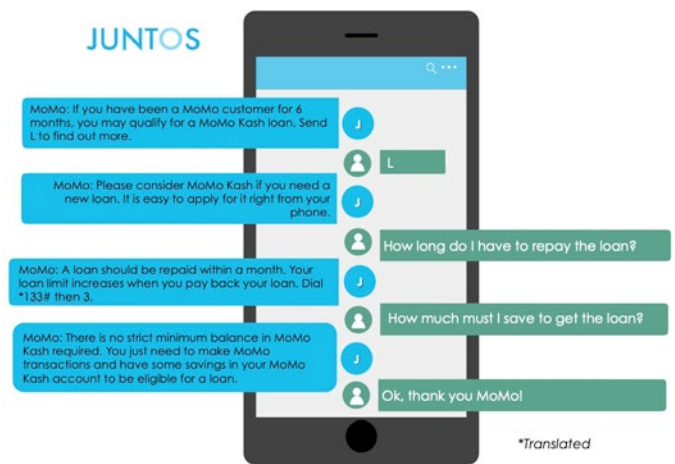 JUNTOS
MoMo: If you have been a MoMo customer for 6
months, you may qualify for a MoMo Kash loan. Send
L to find out more.
J
L
MoMo: Please consider MoMo Kash if you need a
new loan. It is easy to apply for it right from your
phone.
J
How long do I have to repay the loan?
MoMo: A loan should be repaid within a month. Your
loan limit increases when you pay back your loan. Dial
*133# then 3.
J
How much must I save to get the loan?
MoMo: There is no strict minimum balance in MoMo
Kash required. You just need to make MoMo
transactions and have some savings in your MoMo
Kash account to be eligible for a loan.
J
Ok, thank you MoMo!
*Translated